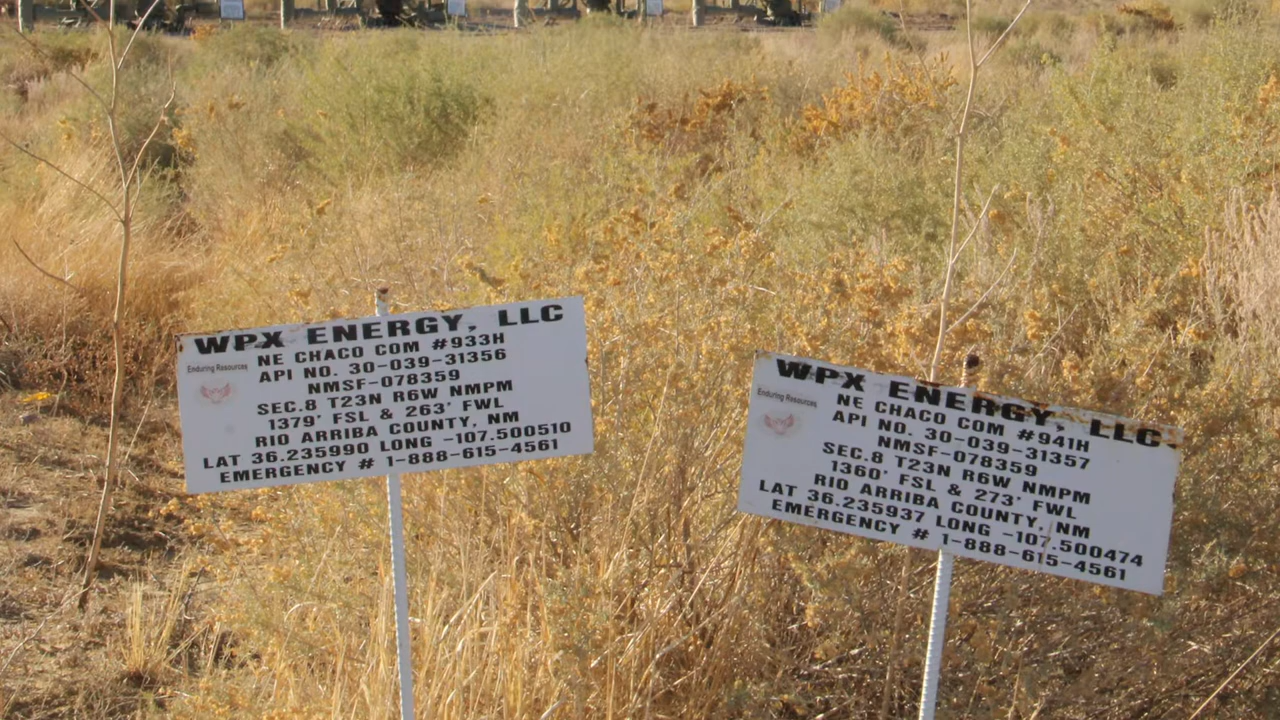 WPX ENERGY, LLC
NE CHACO COM #933H
API NO. 30-039-31356
Enduring Resources
NMSF-078359
SEC.8 T23N R6W NMPM
1379' FSL & 263' FWL
RIO ARRIBA COUNTY, NM
LAT 36.235990 LONG -107.500510
EMERGENCY # 1-888-615-4561
WPX ENERGY, LLC
NE CHACO COM #941H
API NO. 30-039-31357
Enduring Resources
NMSF-078359
SEC.8 T23N R6W NMPM
1360' FSL & 273' FWL
RIO ARRIBA COUNTY, NM
LAT 36.235937 LONG -107.500474
EMERGENCY # 1-888-615-4561